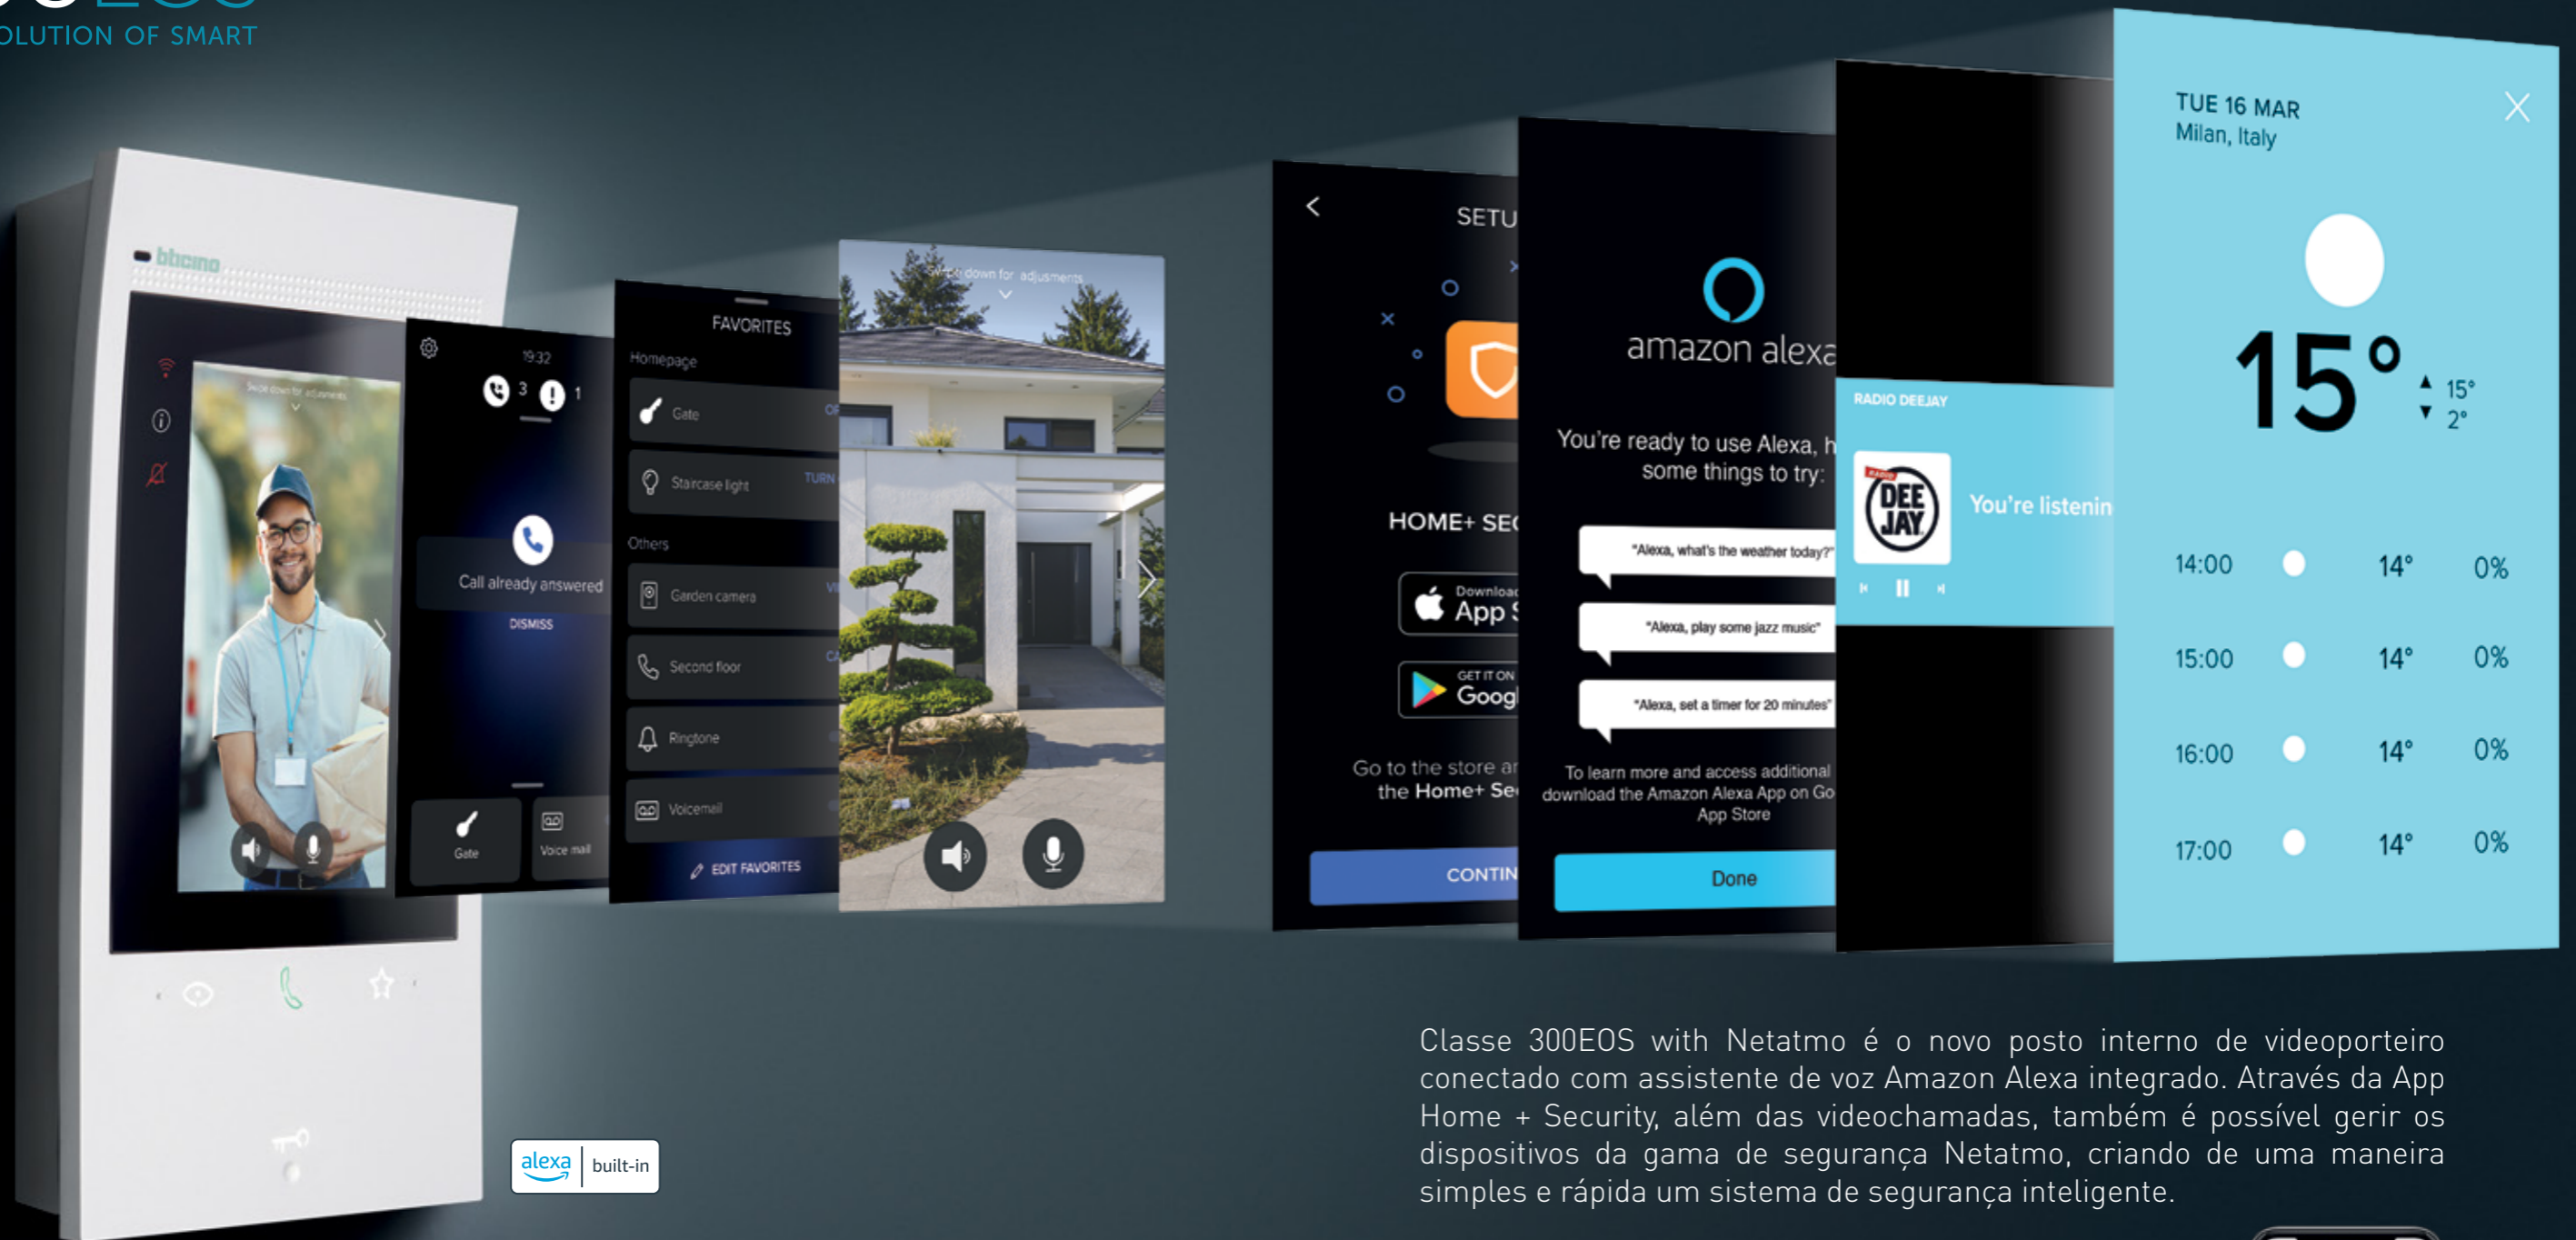 OLUTION OF SMART
bticino
Swipe down for adjusments
19:32
3
1
Call already answered
DISMISS
Gate
Voice mail
FAVORITES
Homepage
Gate
Staircase light
TURN
Others
Garden camera
Second floor
Ringtone
Voicemail
EDIT FAVORITES
Swipe down for adjusments
SETU
HOME+ SEC
Download
App S
GET IT ON
Googl
Go to the store ar
the Home+ Se
CONTIN
amazon alexa
You're ready to use Alexa, h
some things to try:
"Alexa, what's the weather today?"
"Alexa, play some jazz music"
"Alexa, set a timer for 20 minutes"
To learn more and access additional
download the Amazon Alexa App on Go
App Store
Done
RADIO DEEJAY
RADIO
DEE
JAY
You're listenin
TUE 16 MAR
Milan, Italy
15°
15°
2°
14:00 14° 0%
15:00 14° 0%
16:00 14° 0%
17:00 14° 0%
alexa built-in
Classe 300EOS with Netatmo é o novo posto interno de videoporteiro
conectado com assistente de voz Amazon Alexa integrado. Através da App
Home + Security, além das videochamadas, também é possível gerir os
dispositivos da gama de segurança Netatmo, criando de uma maneira
simples e rápida um sistema de segurança inteligente.